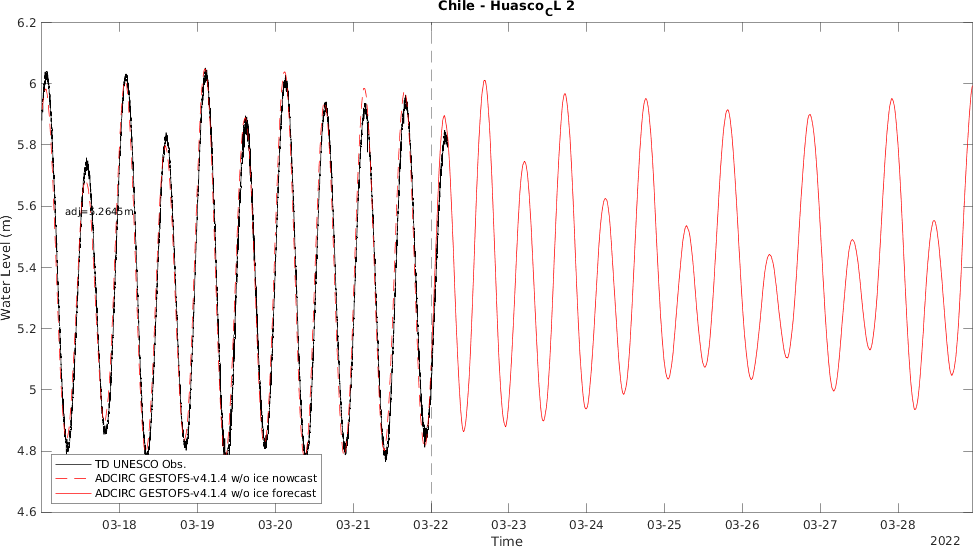 Chile - Huasco_CL 2
6.2
6
5.8
5.6
5.4
5.2
5
4.8
4.6
Water Level (m)
adj=5.2645m
TD UNESCO Obs.
ADCIRC GESTOFS-v4.1.4 w/o ice nowcast
ADCIRC GESTOFS-v4.1.4 w/o ice forecast
03-18 03-19 03-20 03-21 03-22 03-23 03-24 03-25 03-26 03-27 03-28
Time
2022